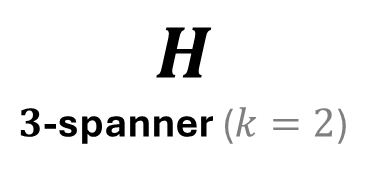 H
3-spanner (k = 2)